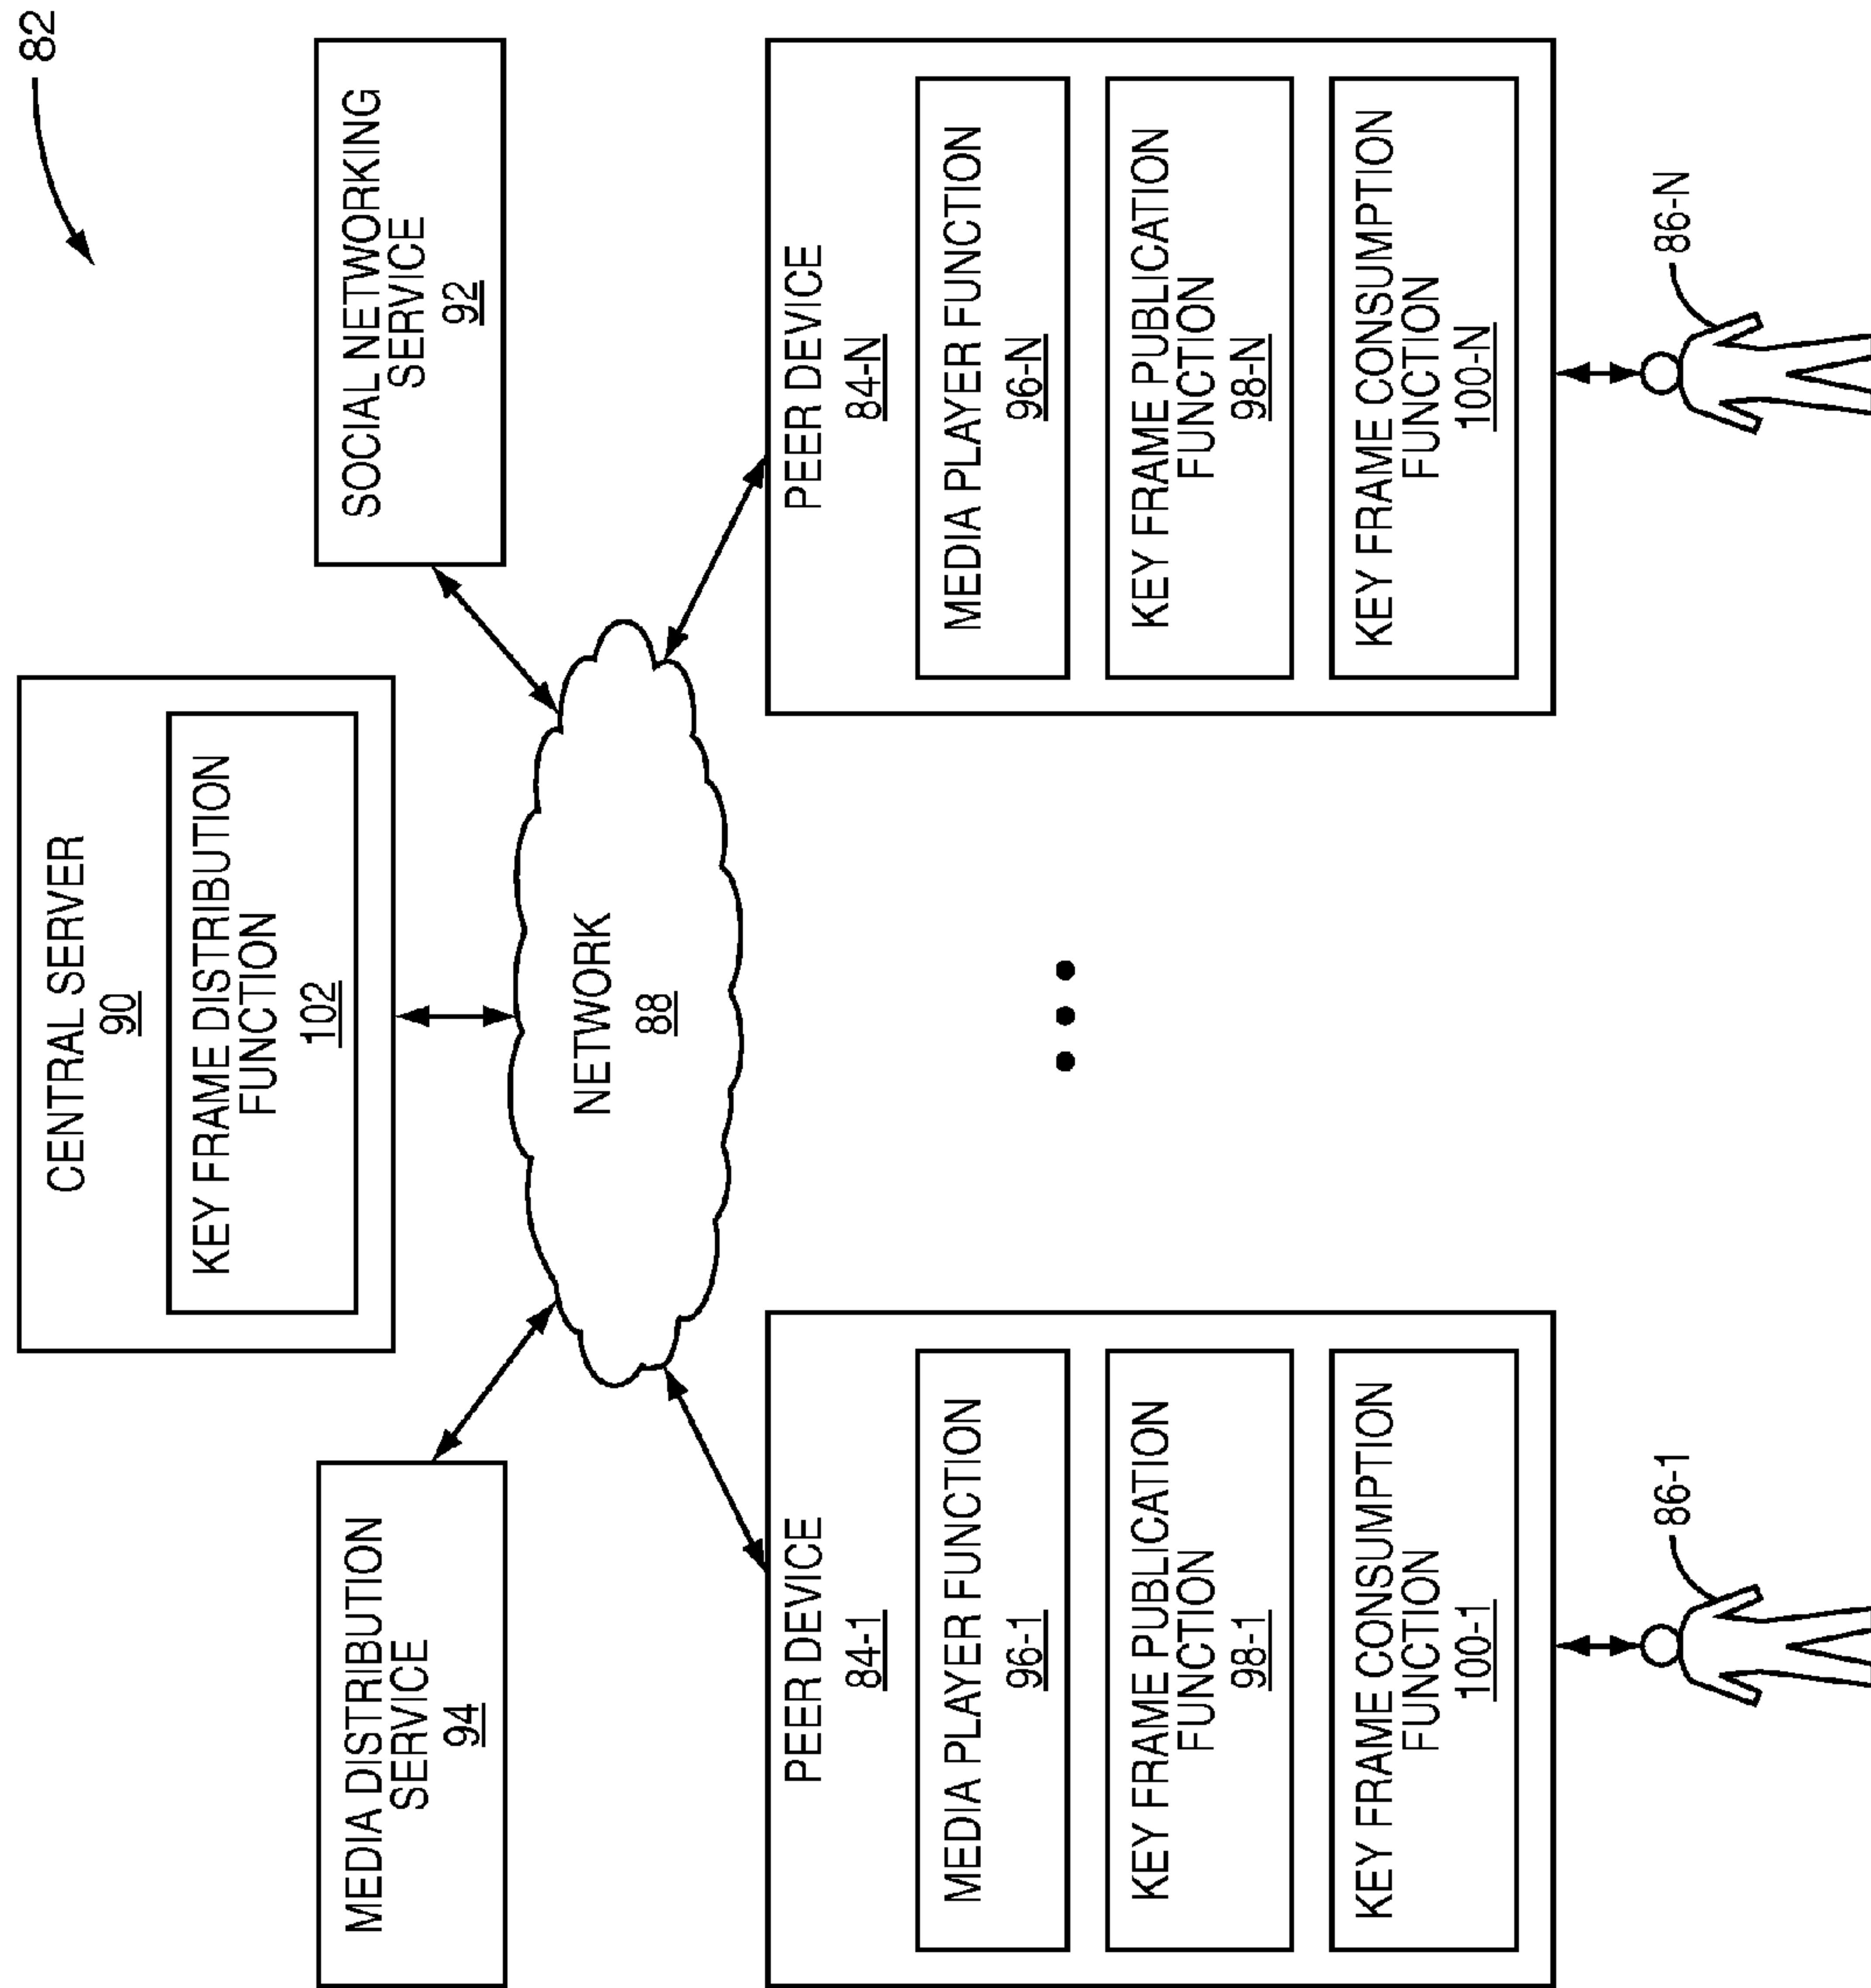 82
CENTRAL SERVER
90
KEY FRAME DISTRIBUTION
FUNCTION
102
MEDIA DISTRIBUTION
SERVICE
94
SOCIAL NETWORKING
SERVICE
92
NETWORK
88
PEER DEVICE
84-1
MEDIA PLAYER FUNCTION
96-1
KEY FRAME PUBLICATION
FUNCTION
98-1
KEY FRAME CONSUMPTION
FUNCTION
100-1
86-1
PEER DEVICE
84-N
MEDIA PLAYER FUNCTION
96-N
KEY FRAME PUBLICATION
FUNCTION
98-N
KEY FRAME CONSUMPTION
FUNCTION
100-N
86-N